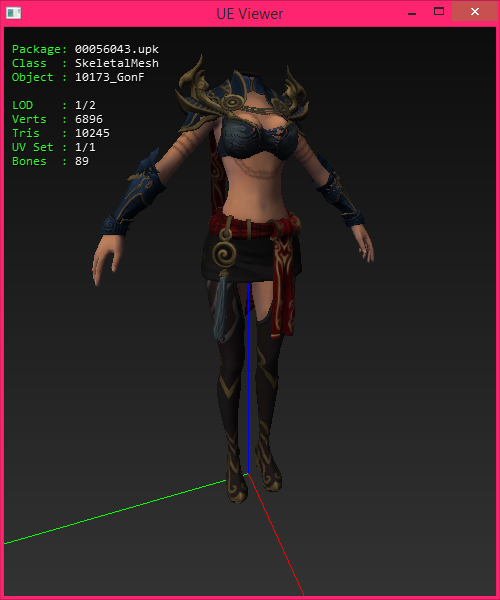 UE Viewer
Package: 00056043.upk
Class : SkeletalMesh
Object : 10173_GonF
LOD : 1/2
Verts : 6896
Tris : 10245
UV Set : 1/1
Bones : 89